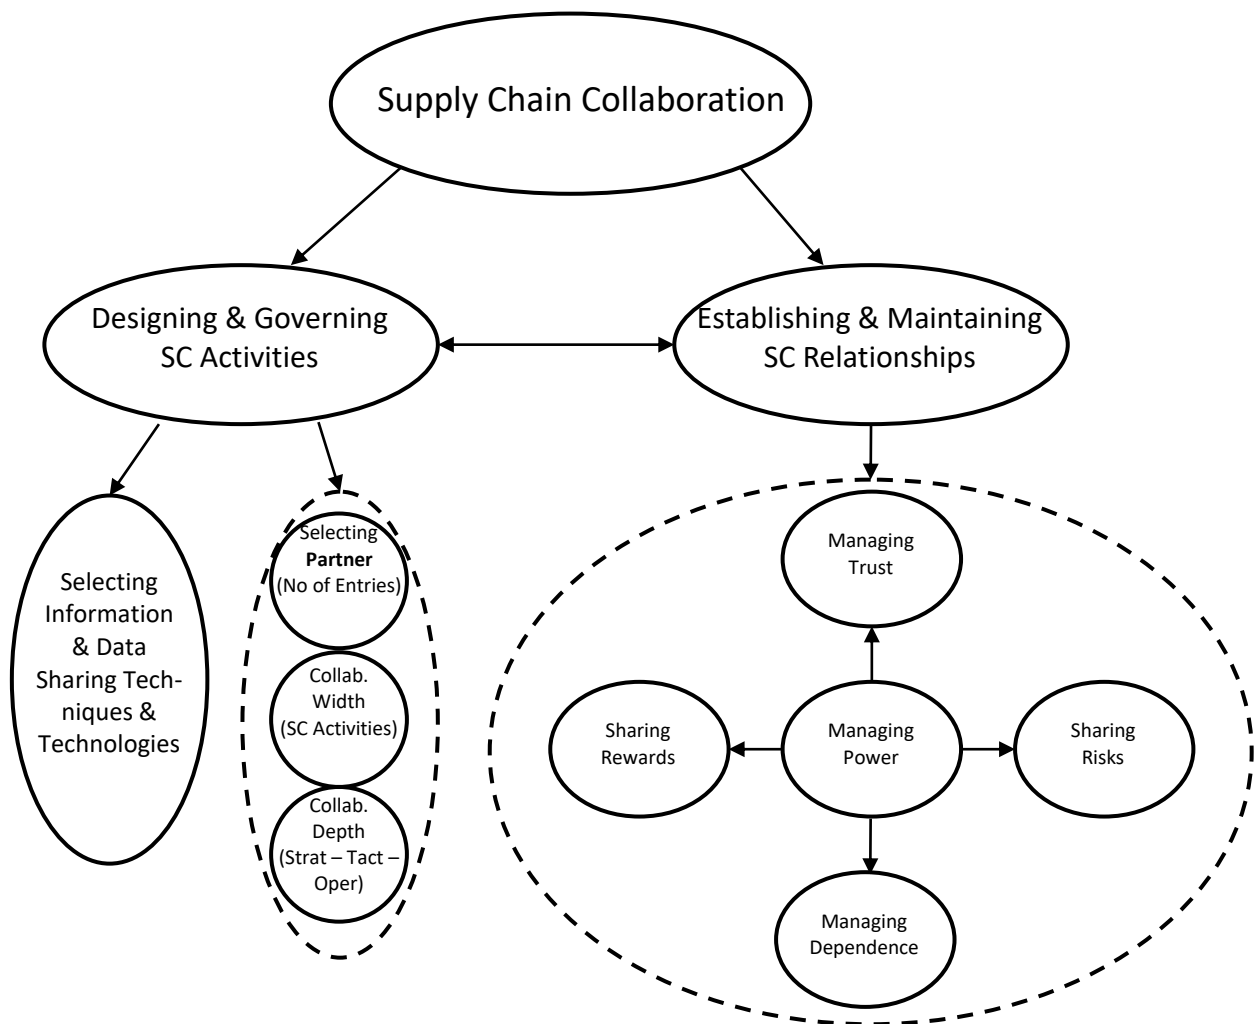 Supply Chain Collaboration
Designing & Governing
SC Activities
Establishing & Maintaining
SC Relationships
Selecting
Information
& Data
Sharing Tech-
niques &
Technologies
Selecting
Partner
(No of Entries)
Collab.
Width
(SC Activities)
Collab.
Depth
(Strat – Tact –
Oper)
Managing
Trust
Sharing
Rewards
Managing
Power
Sharing
Risks
Managing
Dependence